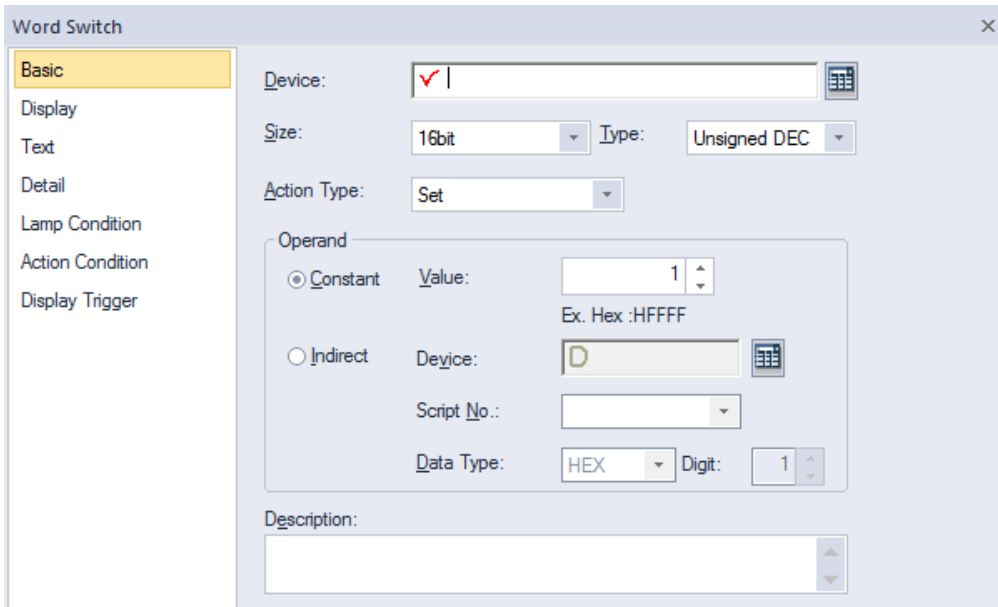 Word Switch
Basic
Display
Text
Detail
Lamp Condition
Action Condition
Display Trigger
Device:
Size: 16bit Type: Unsigned DEC
Action Type: Set
Operand
Constant Value: 1
Ex. Hex :HFFFF
Indirect Device: D
Script No.:
Data Type: HEX Digit: 1
Description: